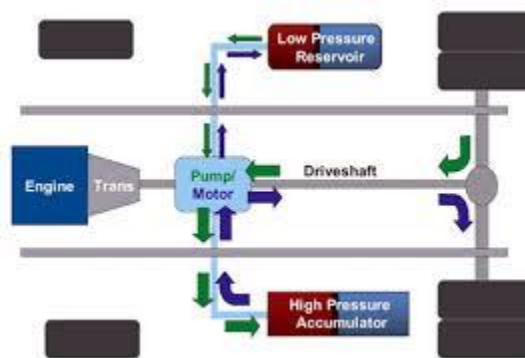 Low Pressure
Reservoir
Engine
Trans
Pump/
Motor
Driveshaft
High Pressure
Accumulator